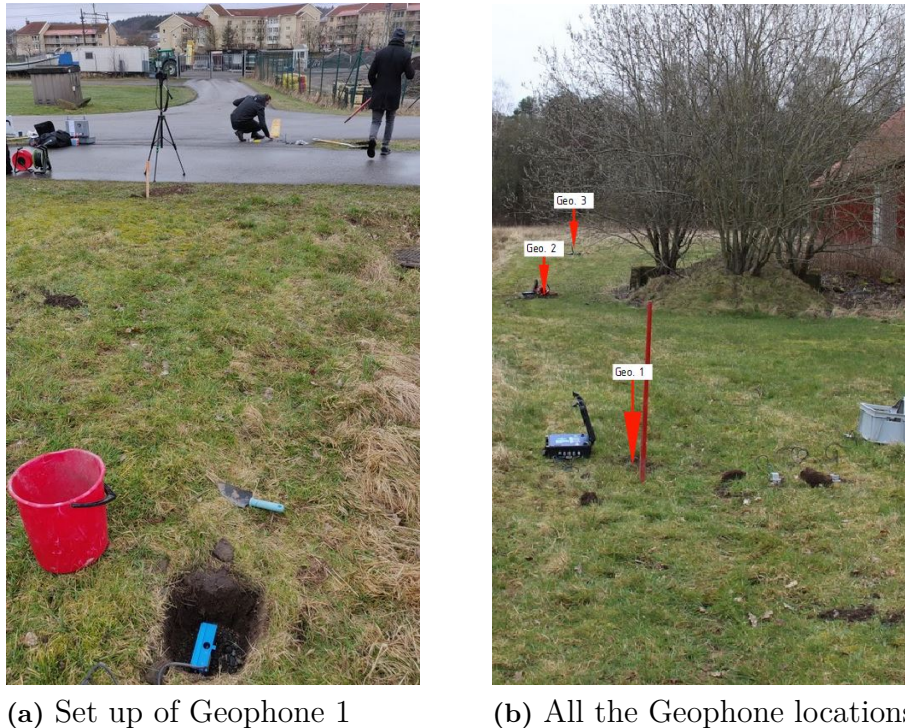 Geo. 3
Geo. 2
Geo. 1
(a) Set up of Geophone 1
(b) All the Geophone locations